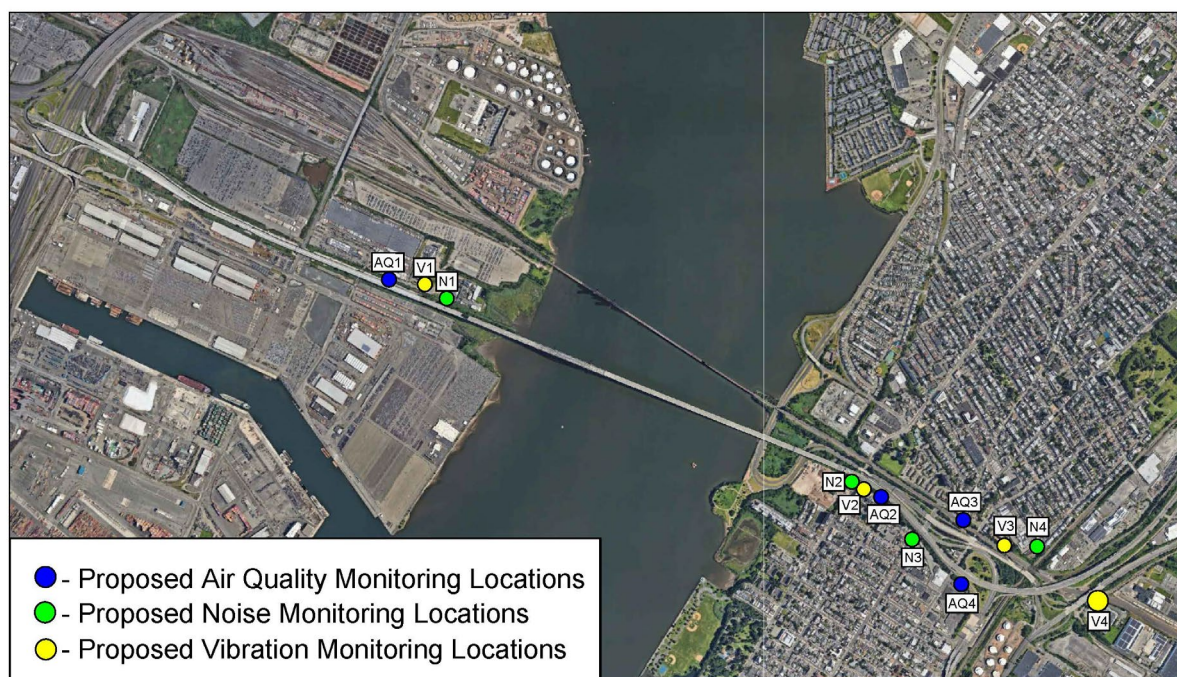 AQ1
V1
N1
N2
V2
AQ2
AQ3
V3
N4
N3
AQ4
V4
- Proposed Air Quality Monitoring Locations
- Proposed Noise Monitoring Locations
- Proposed Vibration Monitoring Locations